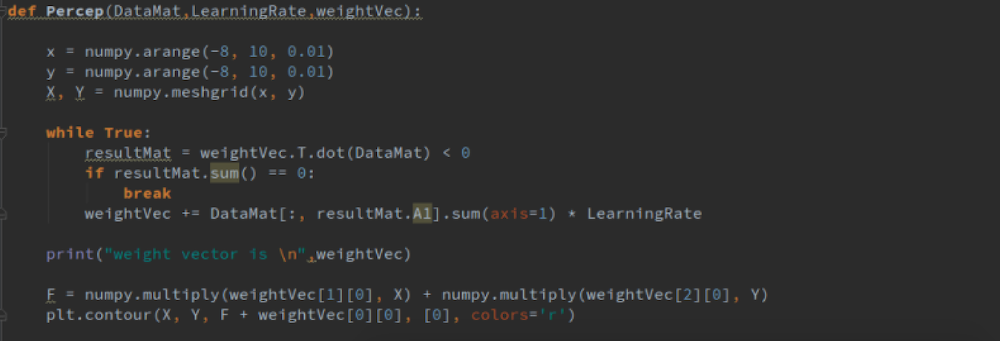 def Percep(DataMat,LearningRate,weightVec):
x = numpy.arange(-8, 10, 0.01)
y = numpy.arange(-8, 10, 0.01)
X, Y = numpy.meshgrid(x, y)
while True:
resultMat = weightVec.T.dot(DataMat) < 0
if resultMat.sum() == 0:
break
weightVec += DataMat[:, resultMat.A1].sum(axis=1) * LearningRate
print("weight vector is \n",weightVec)
F = numpy.multiply(weightVec[1][0], X) + numpy.multiply(weightVec[2][0], Y)
plt.contour(X, Y, F + weightVec[0][0], [0], colors='r')